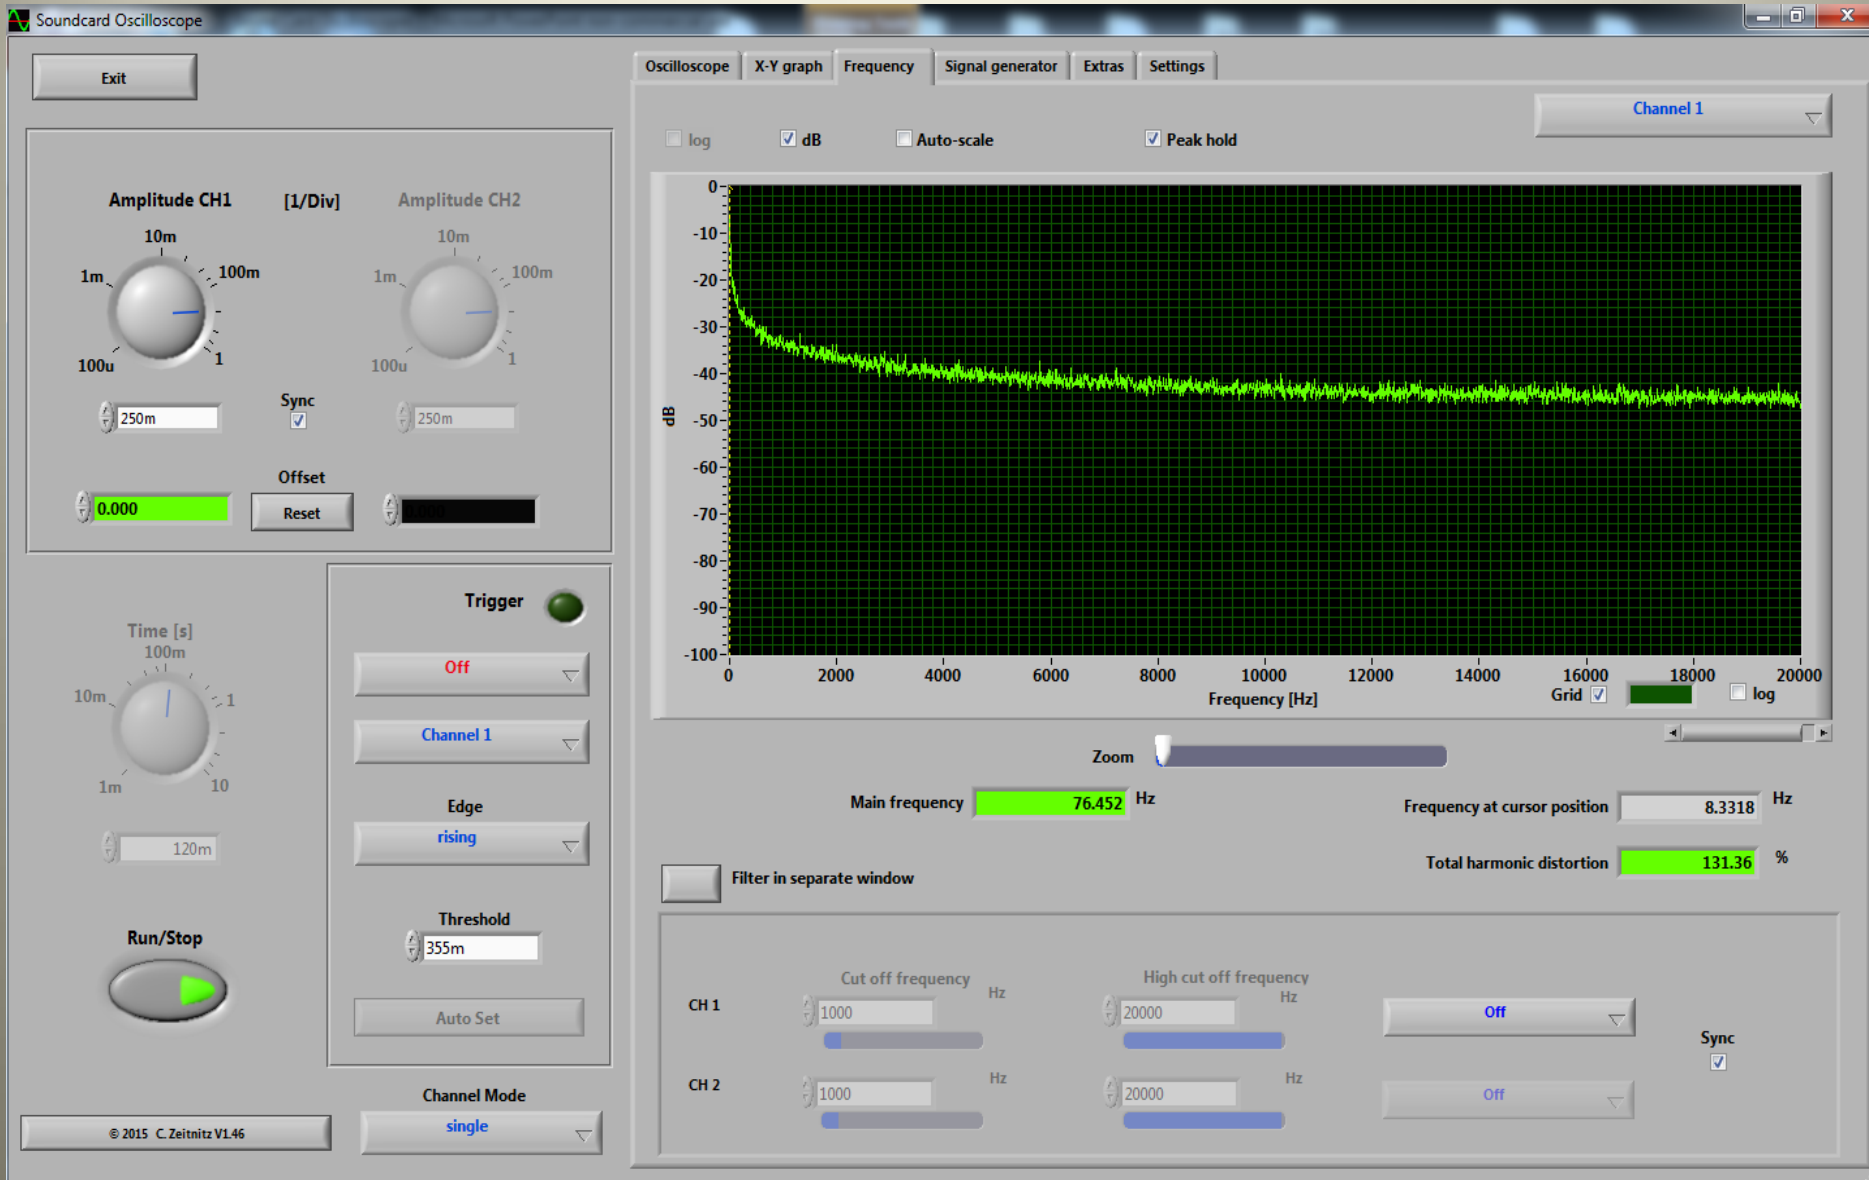 Soundcard Oscilloscope
Exit
Amplitude CH1
[1/Div]
Amplitude CH2
10m
1m
100m
100u
1
10m
1m
100m
100u
1
250m
Sync
250m
Offset
0.000
Reset
0.000
Time [s]
100m
10m
1
1m
10
120m
Run/Stop
Trigger
Off
Channel 1
Edge
rising
Threshold
355m
Auto Set
Channel Mode
single
© 2015 C. Zeitnitz V1.46
Oscilloscope
X-Y graph
Frequency
Signal generator
Extras
Settings
Channel 1
log
dB
Auto-scale
Peak hold
0
-10
-20
-30
-40
-50
-60
-70
-80
-90
-100
dB
0
2000
4000
6000
8000
10000
12000
14000
16000
18000
20000
Frequency [Hz]
Grid
log
Zoom
Main frequency
76.452
Hz
Frequency at cursor position
8.3318
Hz
Total harmonic distortion
131.36
%
Filter in separate window
Cut off frequency
High cut off frequency
CH 1
1000
Hz
20000
Hz
Off
Sync
CH 2
1000
Hz
20000
Hz
Off